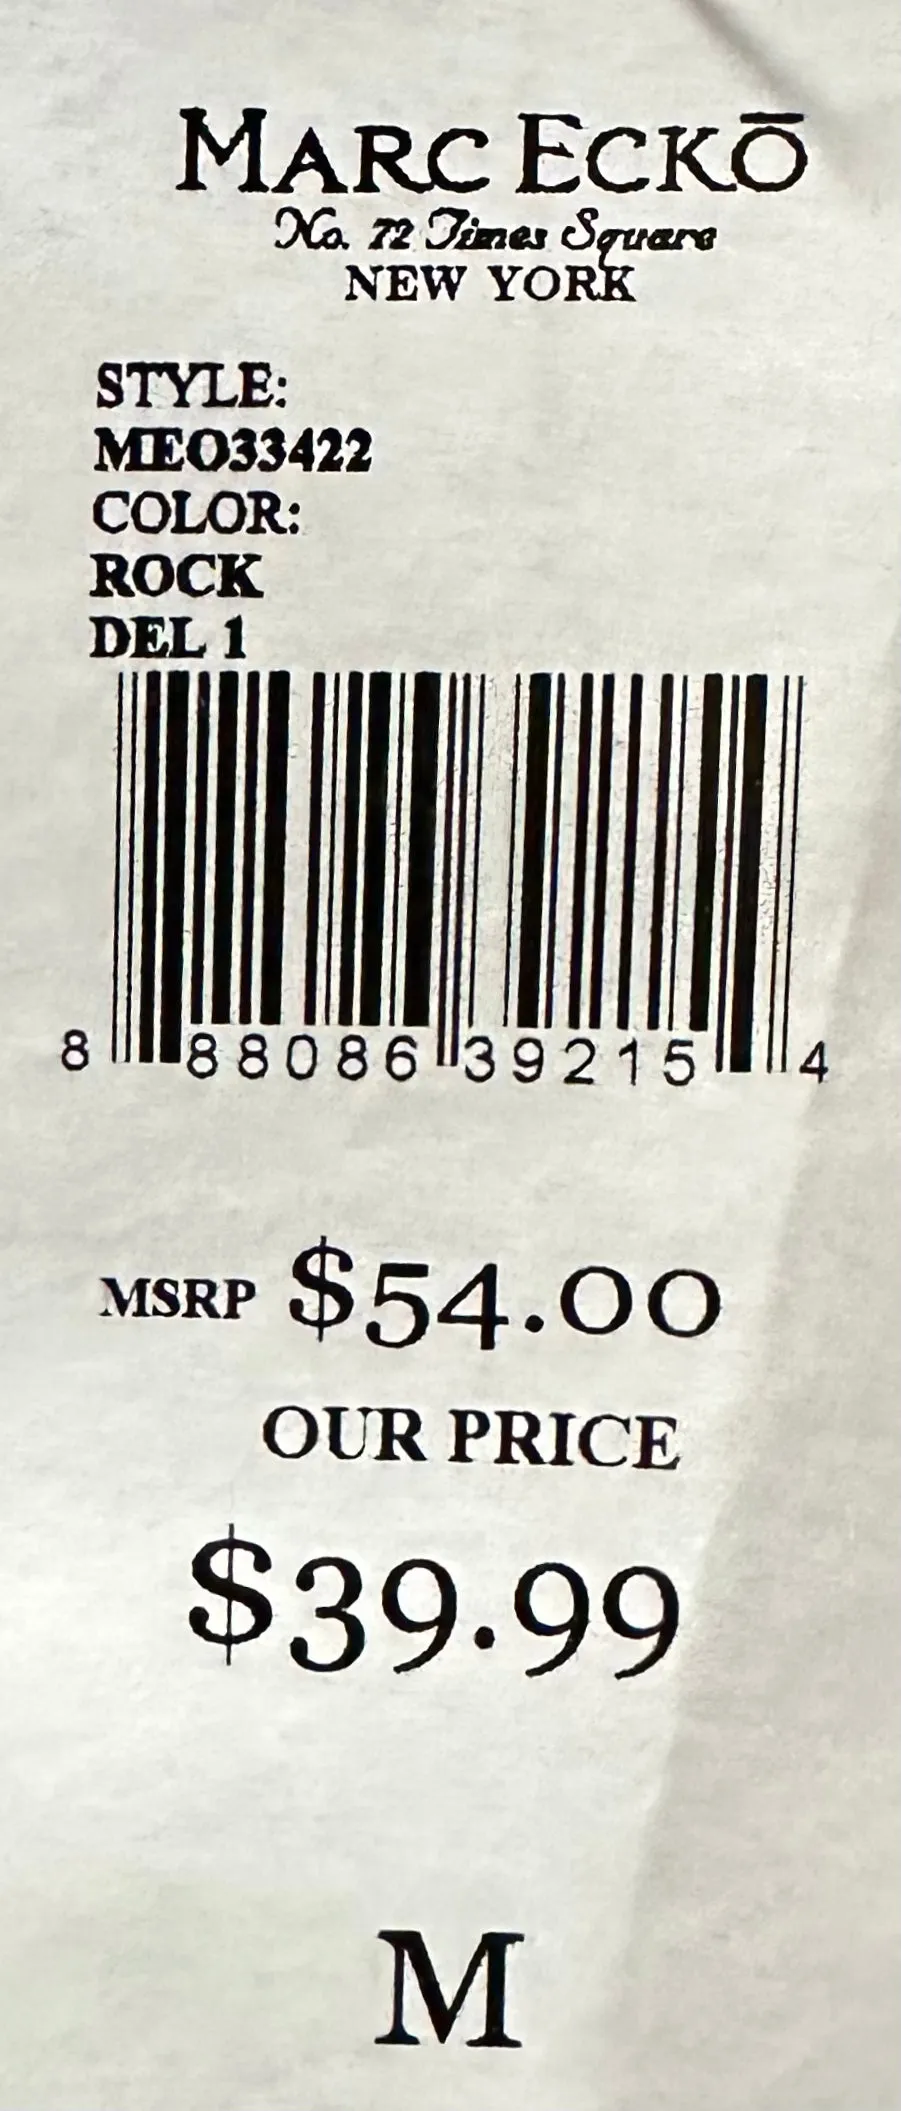 MARC ECKŌ
No. 72 Times Square
NEW YORK
STYLE:
MEO33422
COLOR:
ROCK
DEL 1
8 88086 39215 4
MSRP $54.00
OUR PRICE
$39.99
M